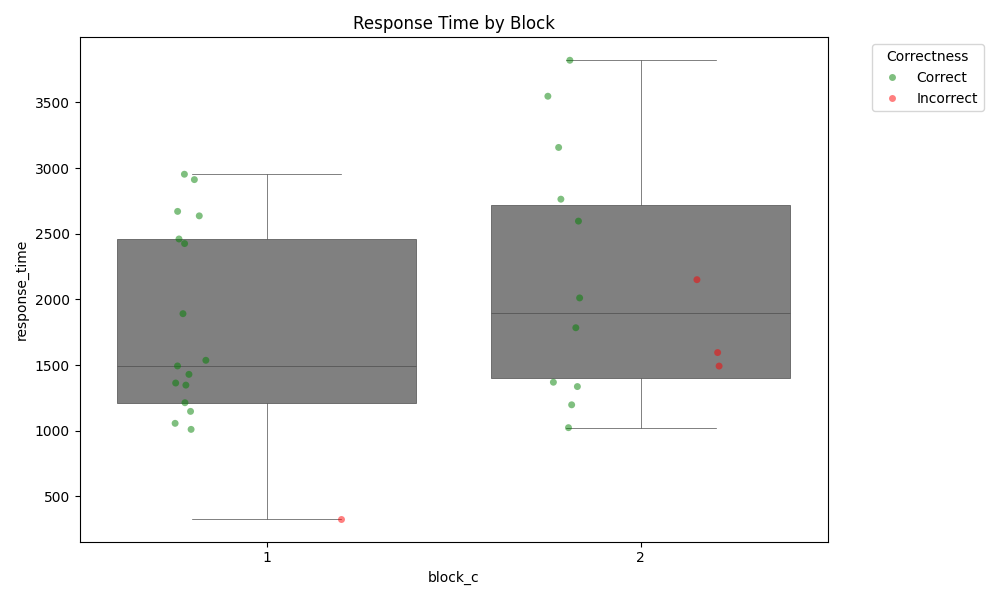 Response Time by Block
Correctness
Correct
Incorrect
3500
3000
2500
2000
1500
1000
500
response_time
1
2
block_c